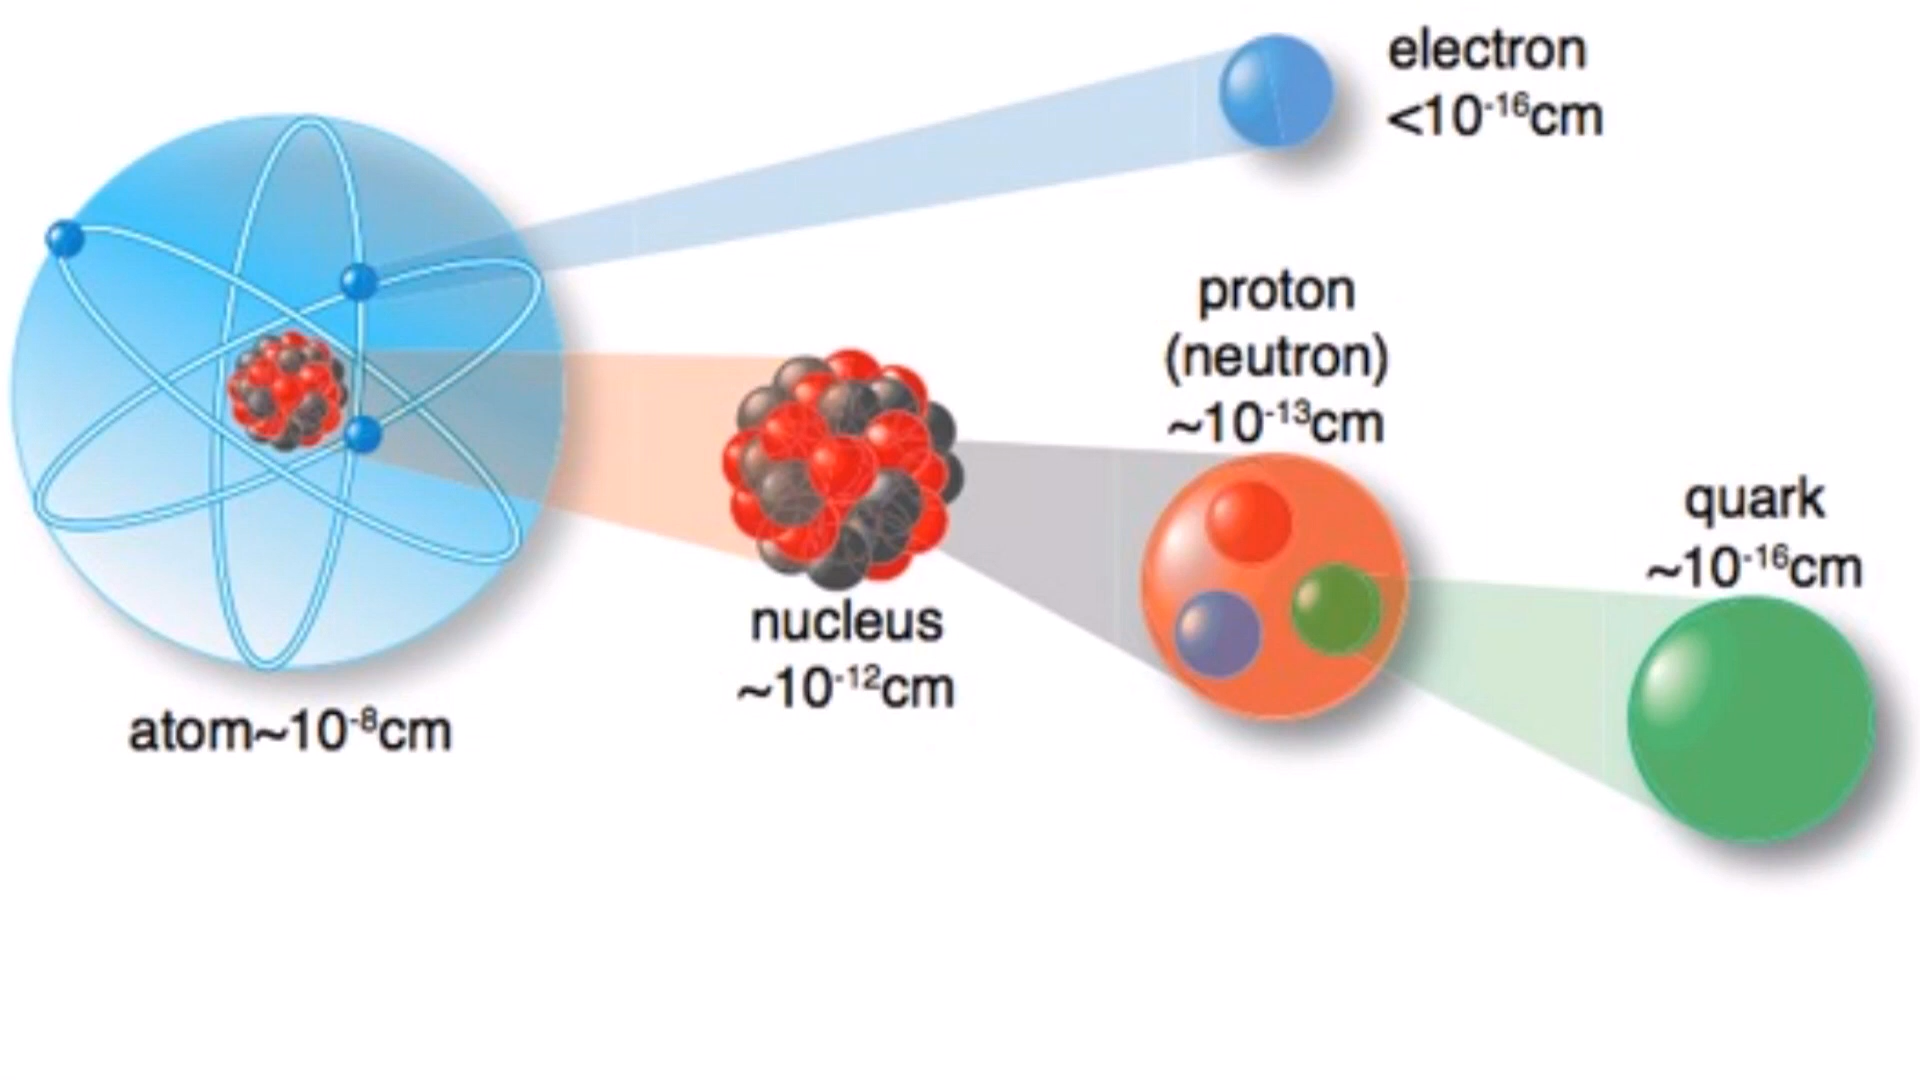 electron
<10⁻¹⁶cm
proton
(neutron)
~10⁻¹³cm
quark
~10⁻¹⁶cm
nucleus
~10⁻¹²cm
atom~10⁻⁸cm